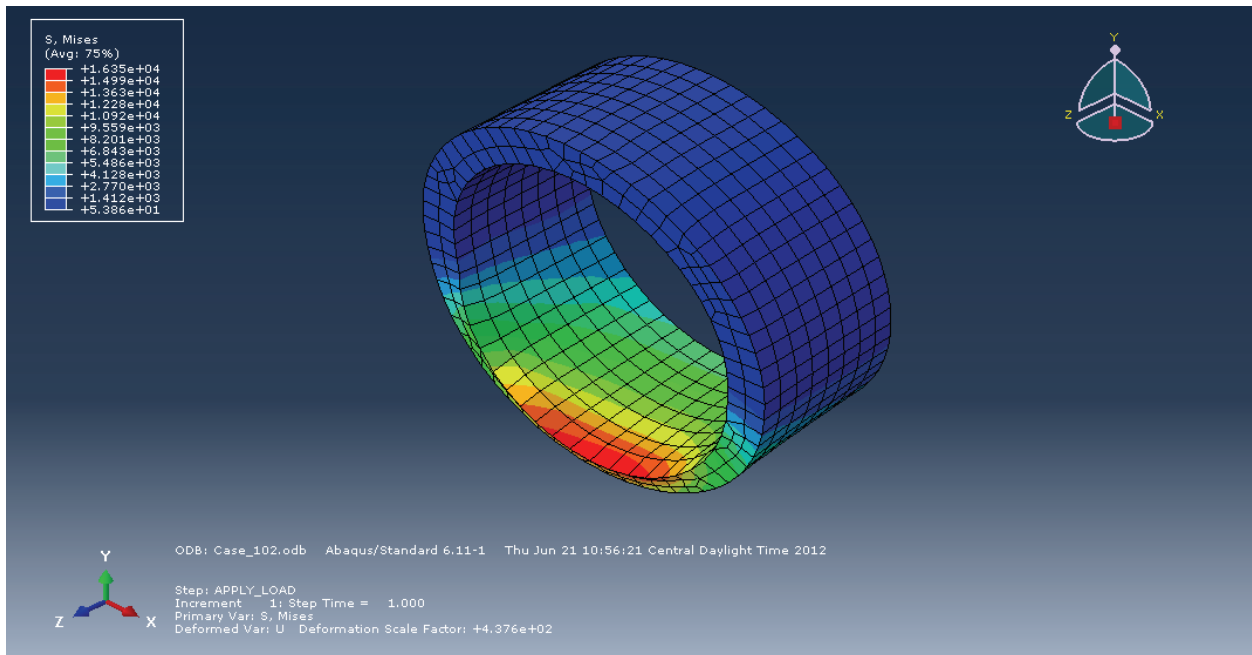 S, Mises
(Avg: 75%)
+1.635e+04
+1.499e+04
+1.363e+04
+1.228e+04
+1.092e+04
+9.559e+03
+8.201e+03
+6.843e+03
+5.486e+03
+4.128e+03
+2.770e+03
+1.412e+03
+5.386e+01
Y
Z X
ODB: Case_102.odb Abaqus/Standard 6.11-1 Thu Jun 21 10:56:21 Central Daylight Time 2012
Y
Z X
Step: APPLY_LOAD
Increment 1: Step Time = 1.000
Primary Var: S, Mises
Deformed Var: U Deformation Scale Factor: +4.376e+02